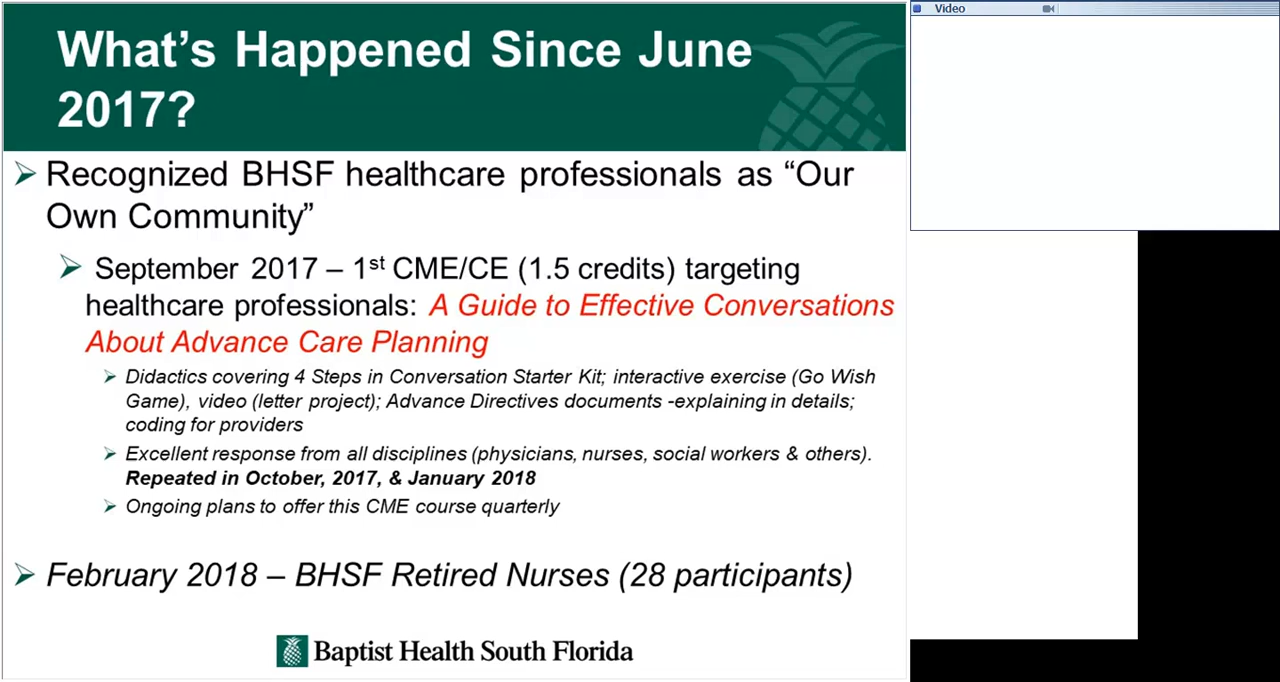 What's Happened Since June
2017?
Recognized BHSF healthcare professionals as “Our
Own Community”
September 2017 – 1st CME/CE (1.5 credits) targeting
healthcare professionals: A Guide to Effective Conversations
About Advance Care Planning
Didactics covering 4 Steps in Conversation Starter Kit; interactive exercise (Go Wish
Game), video (letter project); Advance Directives documents -explaining in details;
coding for providers
Excellent response from all disciplines (physicians, nurses, social workers & others).
Repeated in October, 2017, & January 2018
Ongoing plans to offer this CME course quarterly
February 2018 – BHSF Retired Nurses (28 participants)
Baptist Health South Florida
Video